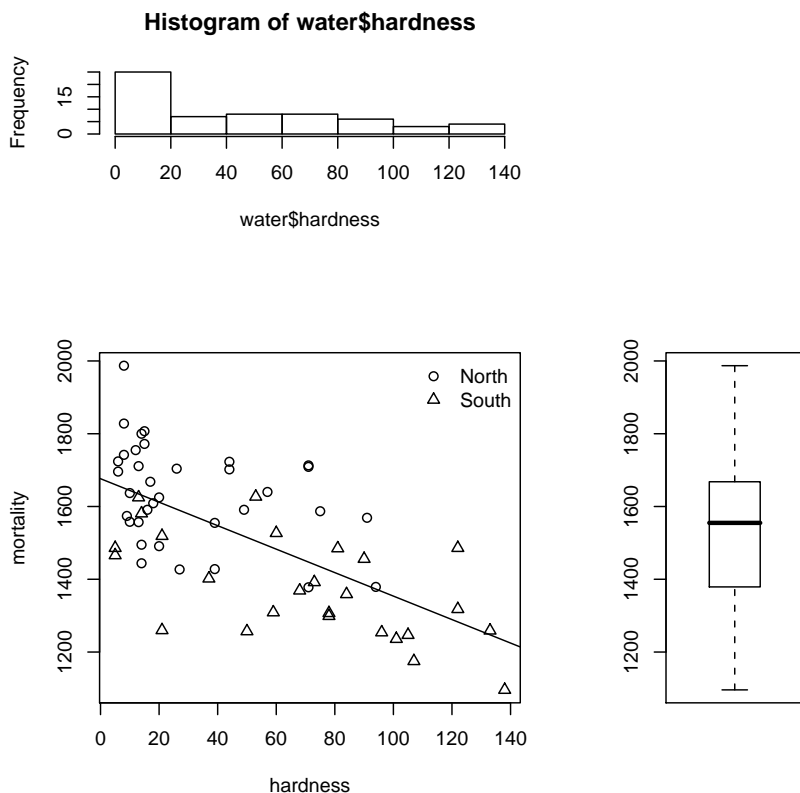 Histogram of water$hardness
Frequency
0 15
0 20 40 60 80 100 120 140
water$hardness
mortality
1200 1400 1600 1800 2000
North
South
0 20 40 60 80 100 120 140
hardness
1200 1400 1600 1800 2000